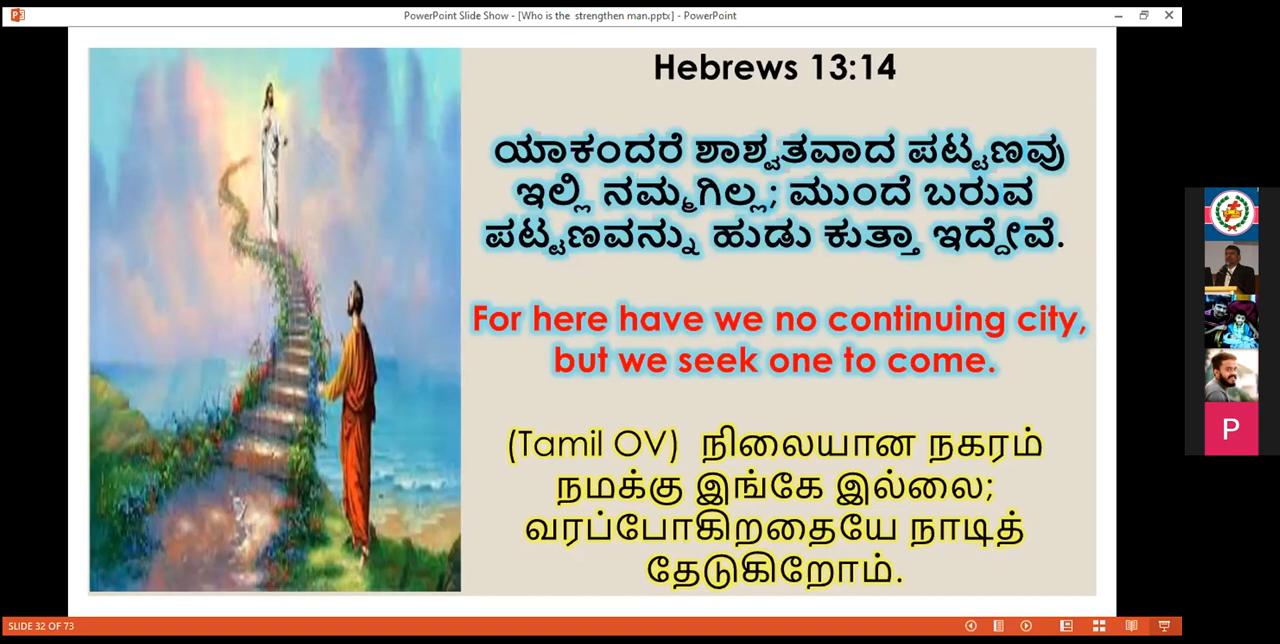 PowerPoint Slide Show - [Who is the  strengthen man.pptx] - PowerPoint
Hebrews 13:14
ಯಾಕಂದರೆ ಶಾಶ್ವತವಾದ ಪಟ್ಟಣವು
ಇಲ್ಲಿ ನಮ್ಮಗಿಲ್ಲ; ಮುಂದೆ ಬರುವ
ಪಟ್ಟಣವನ್ನು ಹುಡು ಕುತ್ತಾ ಇದ್ದೇವೆ.
For here have we no continuing city,
but we seek one to come.
(Tamil OV) நிலையான நகரம்
நமக்கு இங்கே இல்லை;
வரப்போகிறதையே நாடித்
தேடுகிறோம்.
P
SLIDE 32 OF 73